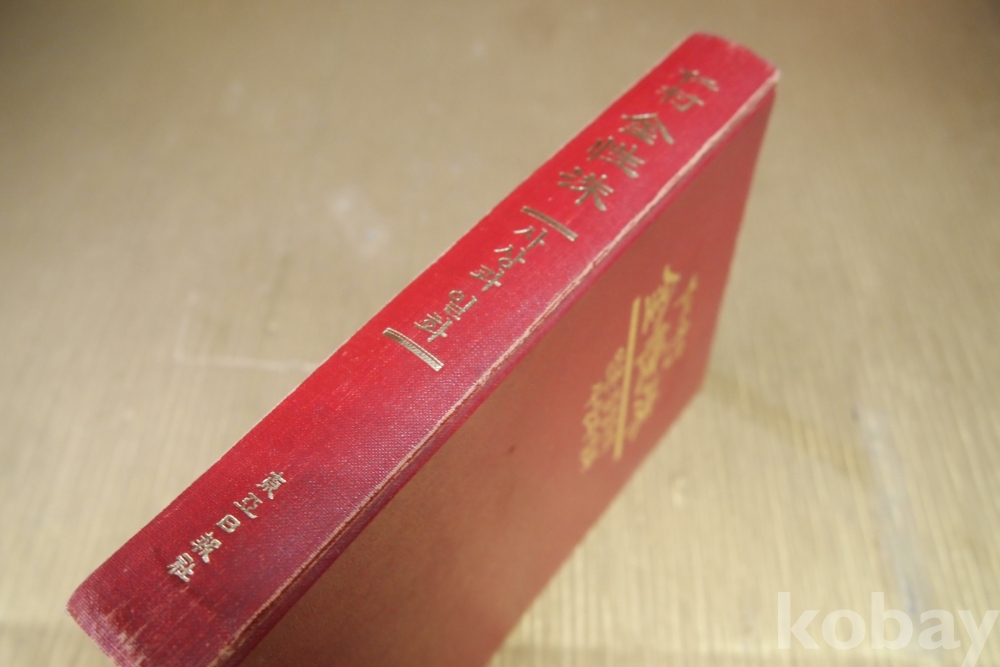 仁村 金性洙
사상과 일화
東亞日報社
kobay